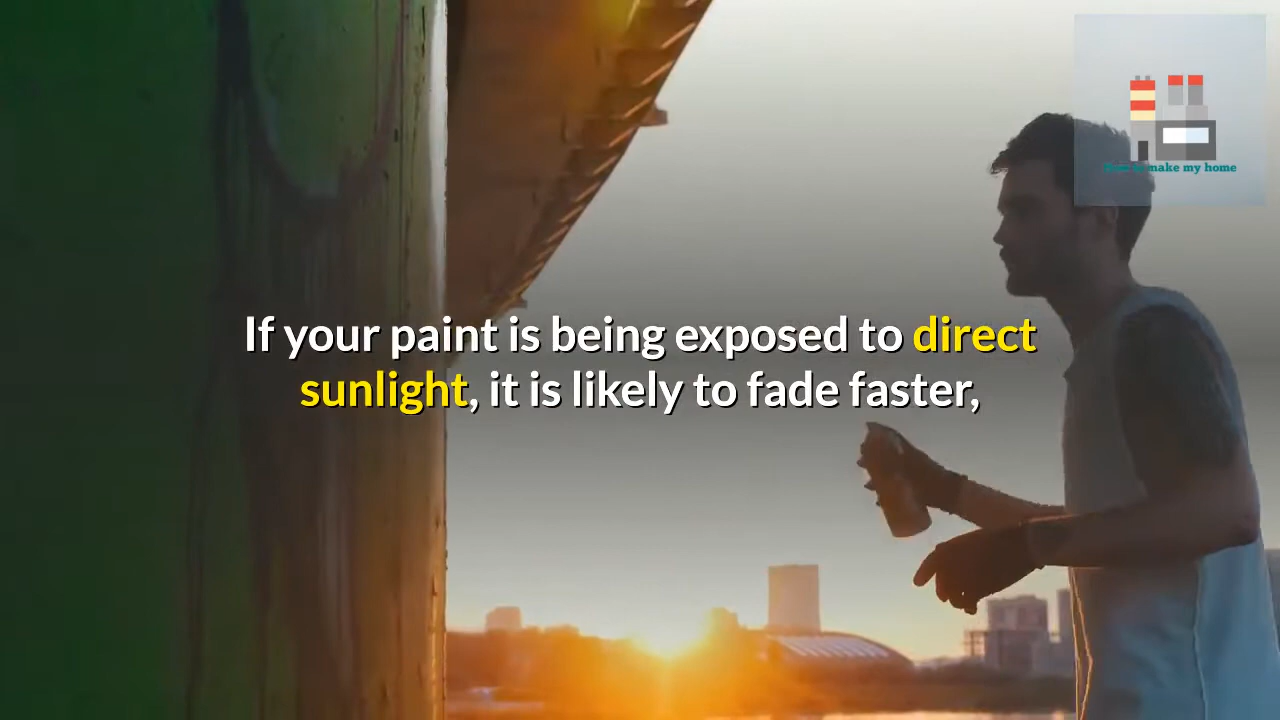 make my home
If your paint is being exposed to direct
sunlight, it is likely to fade faster,